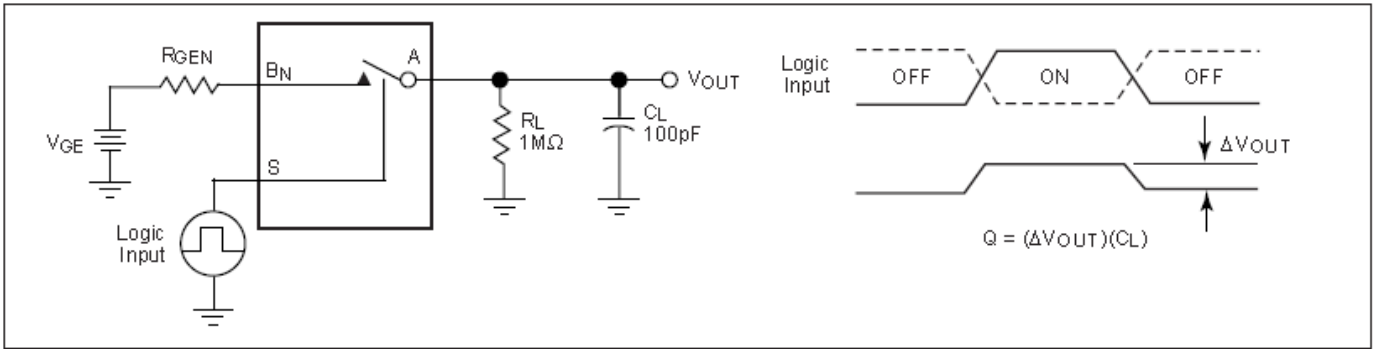 RGEN
BN
A
VOUT
VGE
RL
1MΩ
CL
100pF
S
Logic
Input
Logic
Input
OFF
ON
OFF
ΔVOUT
Q = (ΔVOUT)(CL)